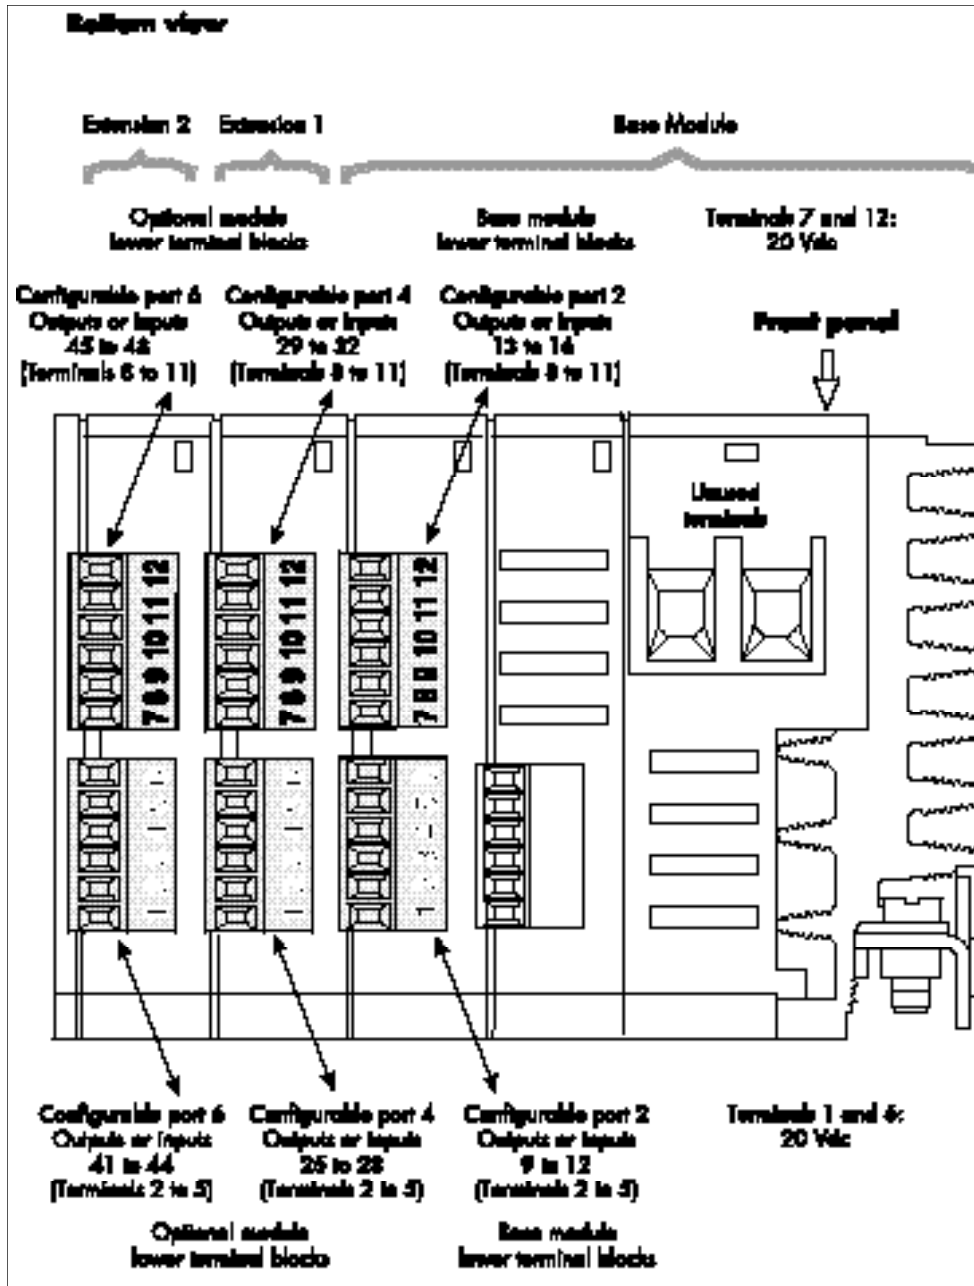 Bottom view
Extension 2
Extension 1
Base Module
Optional module
lower terminal blocks
Base module
lower terminal blocks
Terminals 7 and 12:
20 Vdc
Configurable port 6
Outputs or Inputs
45 to 48
(Terminals 8 to 11)
Configurable port 4
Outputs or Inputs
29 to 32
(Terminals 8 to 11)
Configurable port 2
Outputs or Inputs
13 to 16
(Terminals 8 to 11)
Front panel
Unused
terminals
7 8 9 10 11 12
7 8 9 10 11 12
7 8 9 10 11 12
Configurable port 6
Outputs or Inputs
41 to 44
(Terminals 2 to 5)
Configurable port 4
Outputs or Inputs
25 to 28
(Terminals 2 to 5)
Configurable port 2
Outputs or Inputs
9 to 12
(Terminals 2 to 5)
Terminals 1 and 6:
20 Vdc
Optional module
lower terminal blocks
Base module
lower terminal blocks